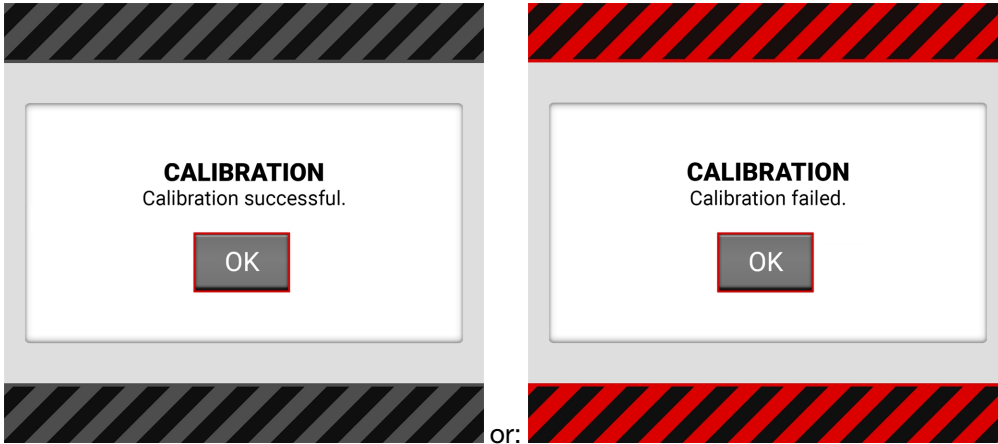 CALIBRATION
Calibration successful.
OK
or:
CALIBRATION
Calibration failed.
OK